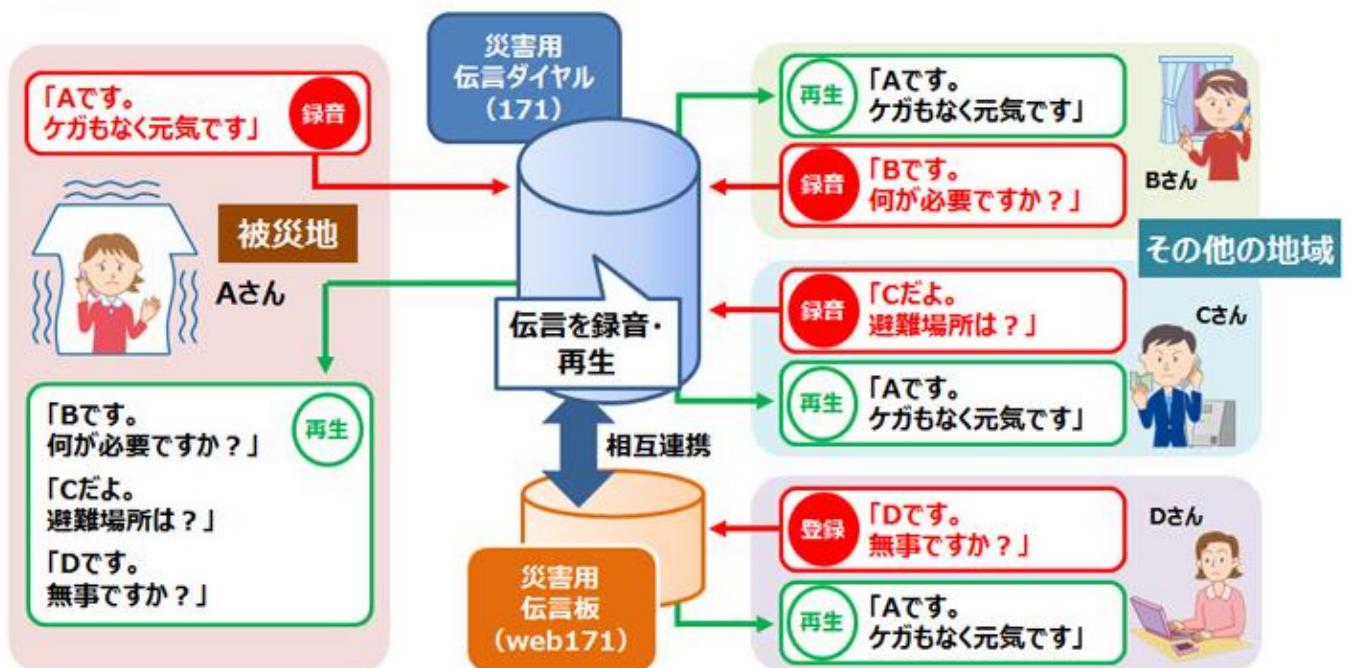 災害用
伝言ダイヤル
（171）
「Aです。
ケガもなく元気です」
録音
被災地
Aさん
「Bです。
何が必要ですか？」
「Cだよ。
避難場所は？」
「Dです。
無事ですか？」
再生
伝言を録音・
再生
相互連携
災害用
伝言板
（web171）
再生
「Aです。
ケガもなく元気です」
録音
「Bです。
何が必要ですか？」
Bさん
その他の地域
録音
「Cだよ。
避難場所は？」
再生
「Aです。
ケガもなく元気です」
Cさん
登録
「Dです。
無事ですか？」
再生
「Aです。
ケガもなく元気です」
Dさん